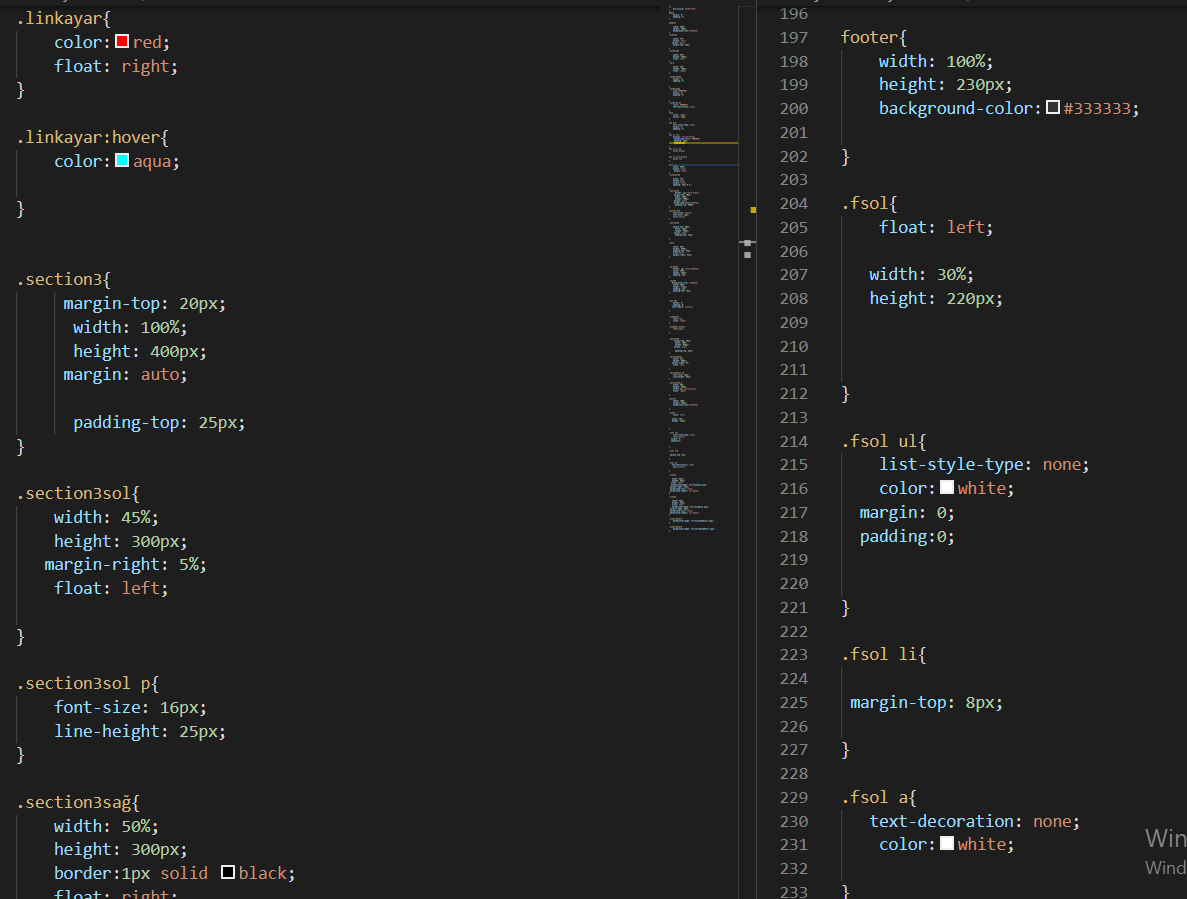 .linkayar{
color: red;
float: right;
}
.linkayar:hover{
color: aqua;
}
.section3{
margin-top: 20px;
width: 100%;
height: 400px;
margin: auto;
padding-top: 25px;
}
.section3sol{
width: 45%;
height: 300px;
margin-right: 5%;
float: left;
}
.section3sol p{
font-size: 16px;
line-height: 25px;
}
.section3sağ{
width: 50%;
height: 300px;
border:1px solid black;
float: right;
196
197 footer{
198 width: 100%;
199 height: 230px;
200 background-color: #333333;
201
202 }
203
204 .fsol{
205 float: left;
206
207 width: 30%;
208 height: 220px;
209
210
211
212 }
213
214 .fsol ul{
215 list-style-type: none;
216 color: white;
217 margin: 0;
218 padding:0;
219
220
221 }
222
223 .fsol li{
224
225 margin-top: 8px;
226
227 }
228
229 .fsol a{
230 text-decoration: none;
231 color: white;
232
233 }
Win
Wind